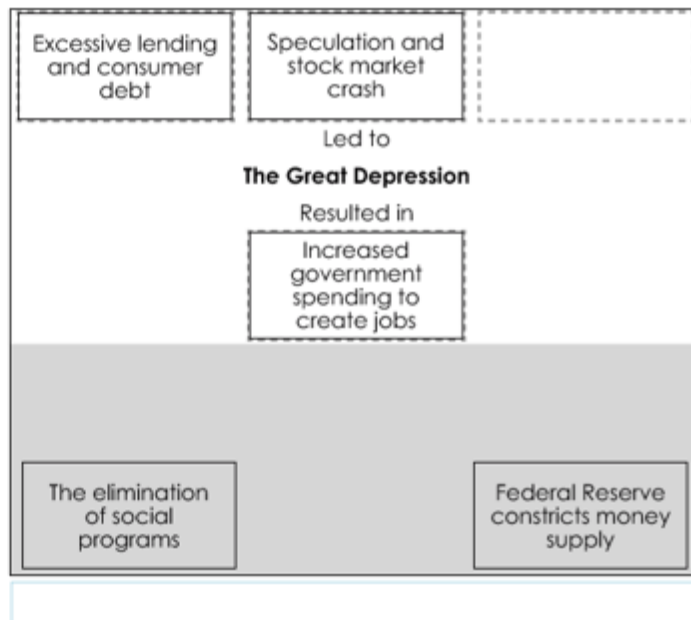 Excessive lending
and consumer
debt
Speculation and
stock market
crash
Led to
The Great Depression
Resulted in
Increased
government
spending to
create jobs
The elimination
of social
programs
Federal Reserve
constricts money
supply